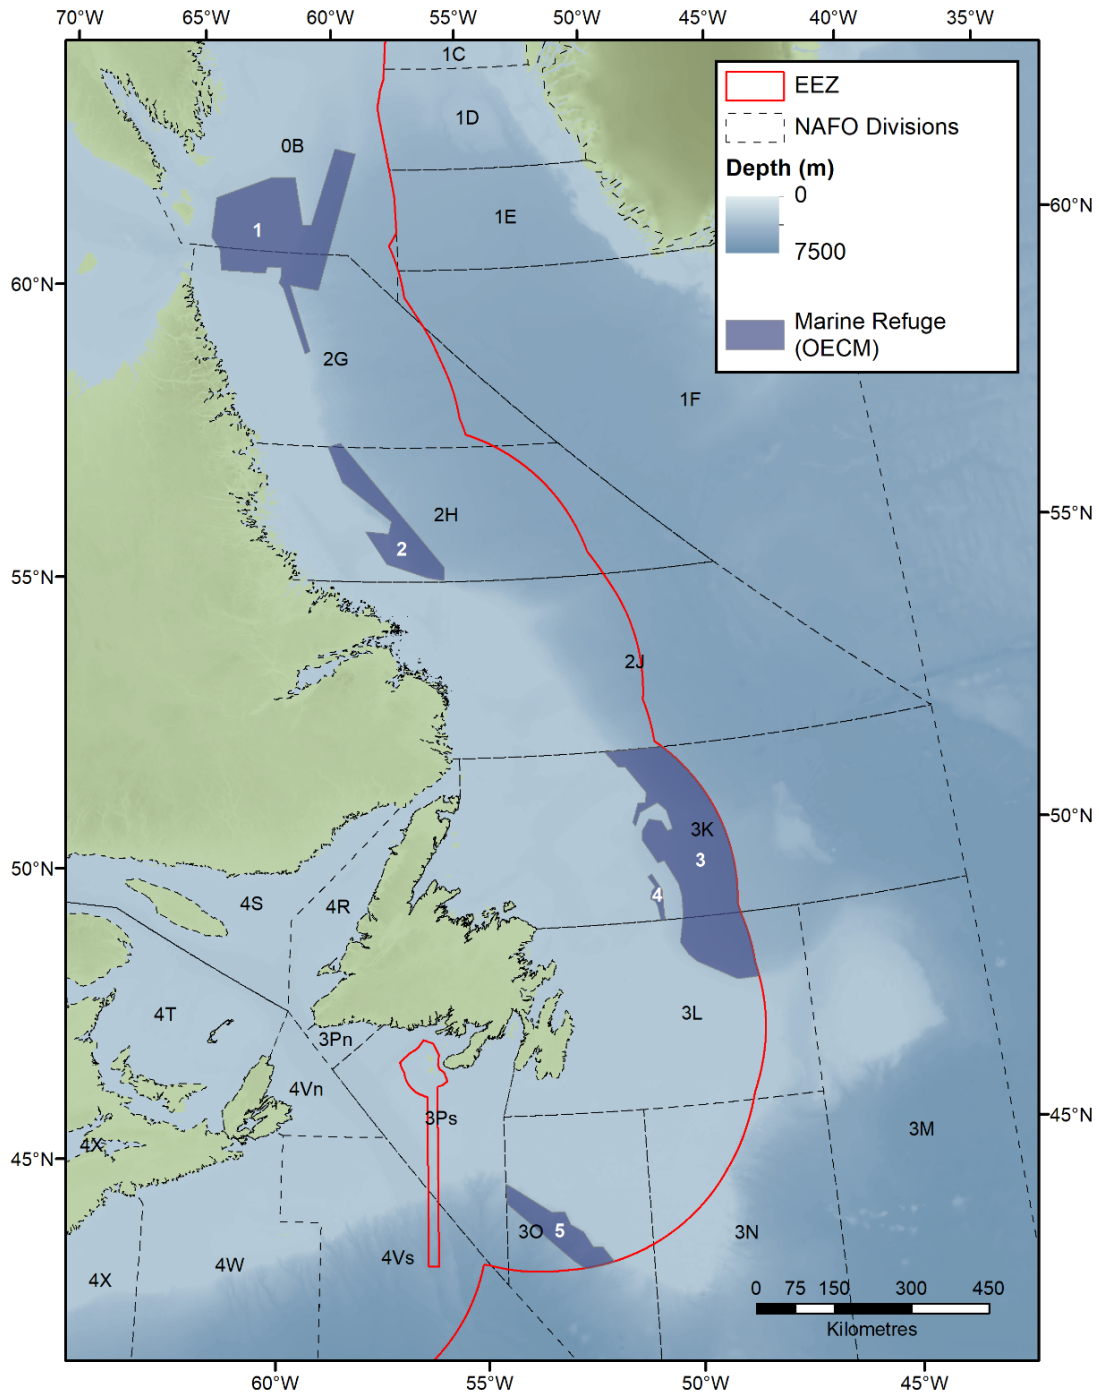 70°W 65°W 60°W 55°W 50°W 45°W 40°W 35°W
1C
EEZ
NAFO Divisions
Depth (m)
0
7500
Marine Refuge
(OECM)
1D
0B
1E
60°N
1
60°N
2G
1F
2H
55°N
2
55°N
2J
50°N
3K
3
50°N
4
4S
4R
3L
4T
3Pn
4Vn
3Ps
45°N
3M
4X
45°N
3O
5
3N
4Vs
4W
4X
0 75 150 300 450
Kilometres
60°W 55°W 50°W 45°W